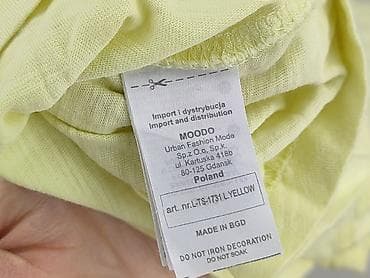 Import i dystrybucja
Import and distribution
MOODO
Urban Fashion Mode
Sp.z O.o. Sp.k.
ul. Kartuska 418b
80-125 Gdańsk
Poland
art. nr.L-TS-1731 L.YELLOW
MADE IN BGD
DO NOT IRON DECORATION
DO NOT SOAK